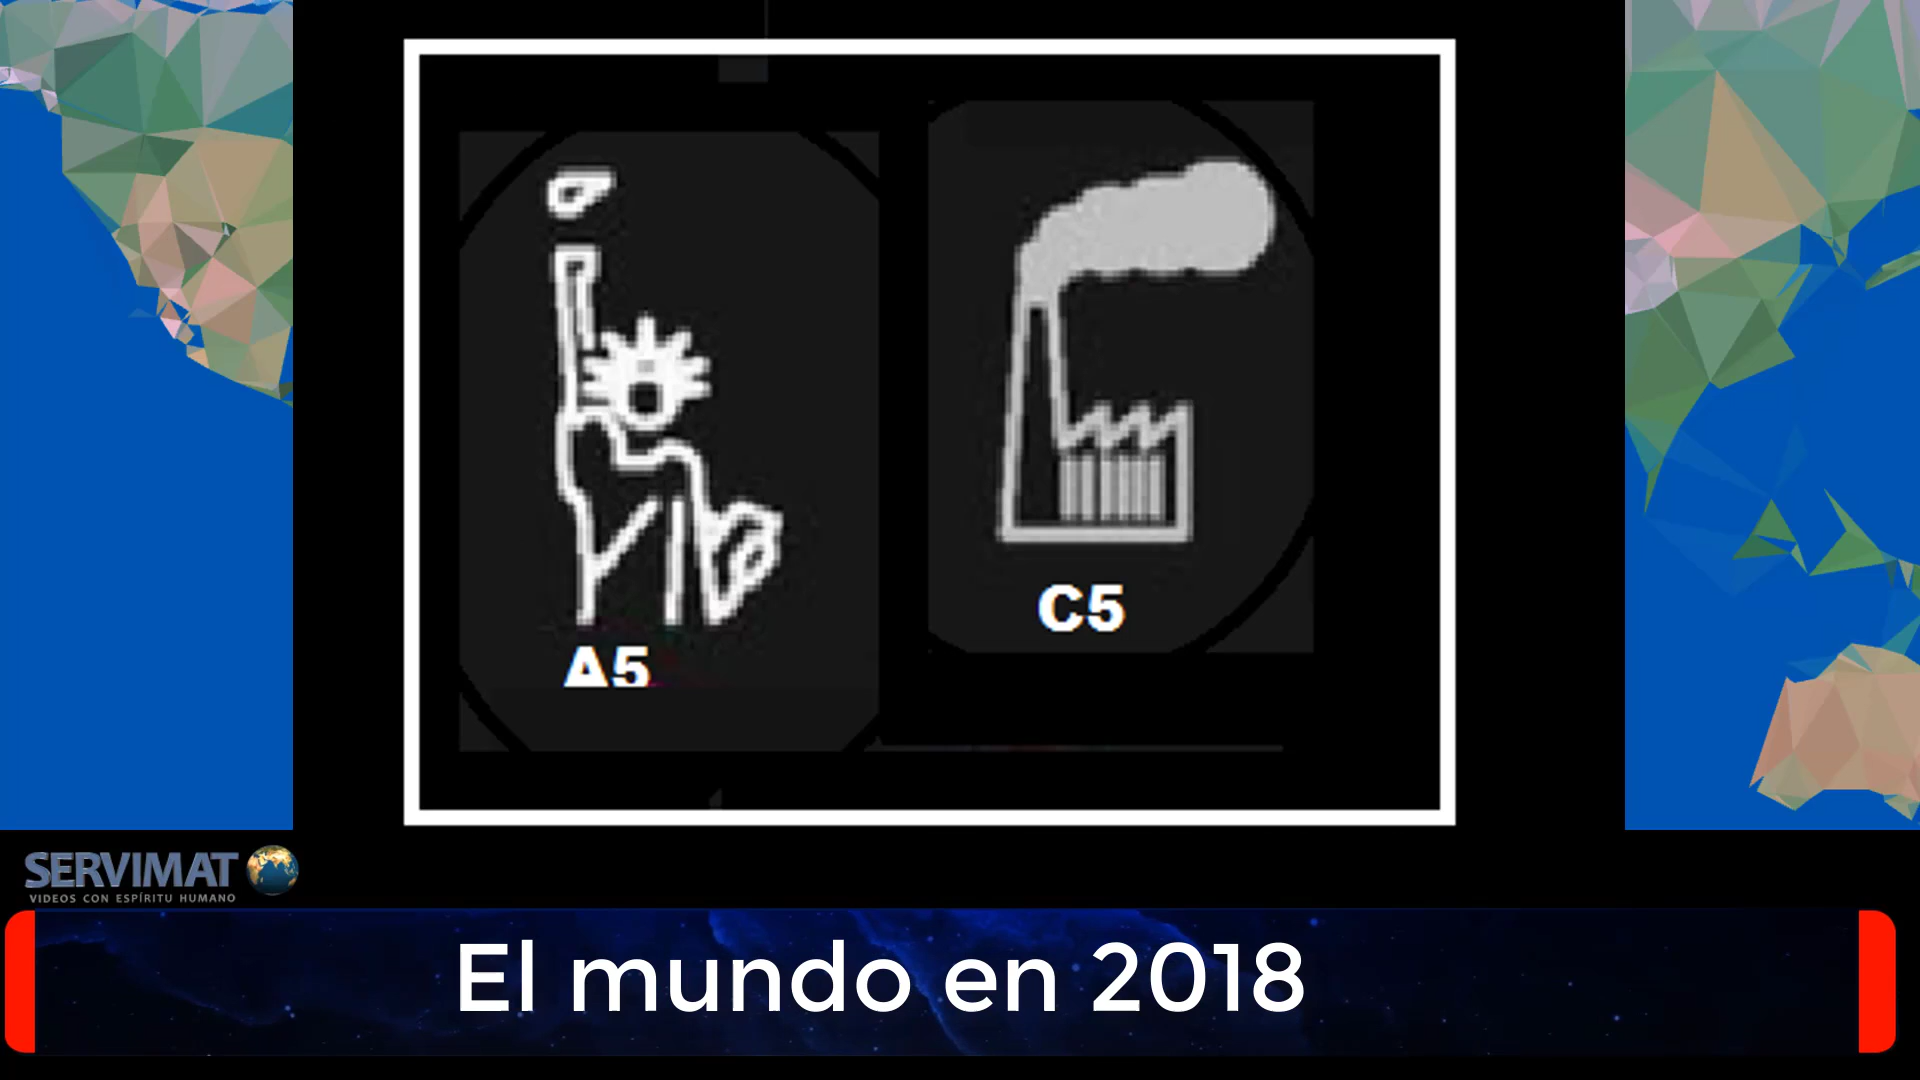 C5
A5
SERVIMAT
VIDEOS CON ESPÍRITU HUMANO
El mundo en 2018